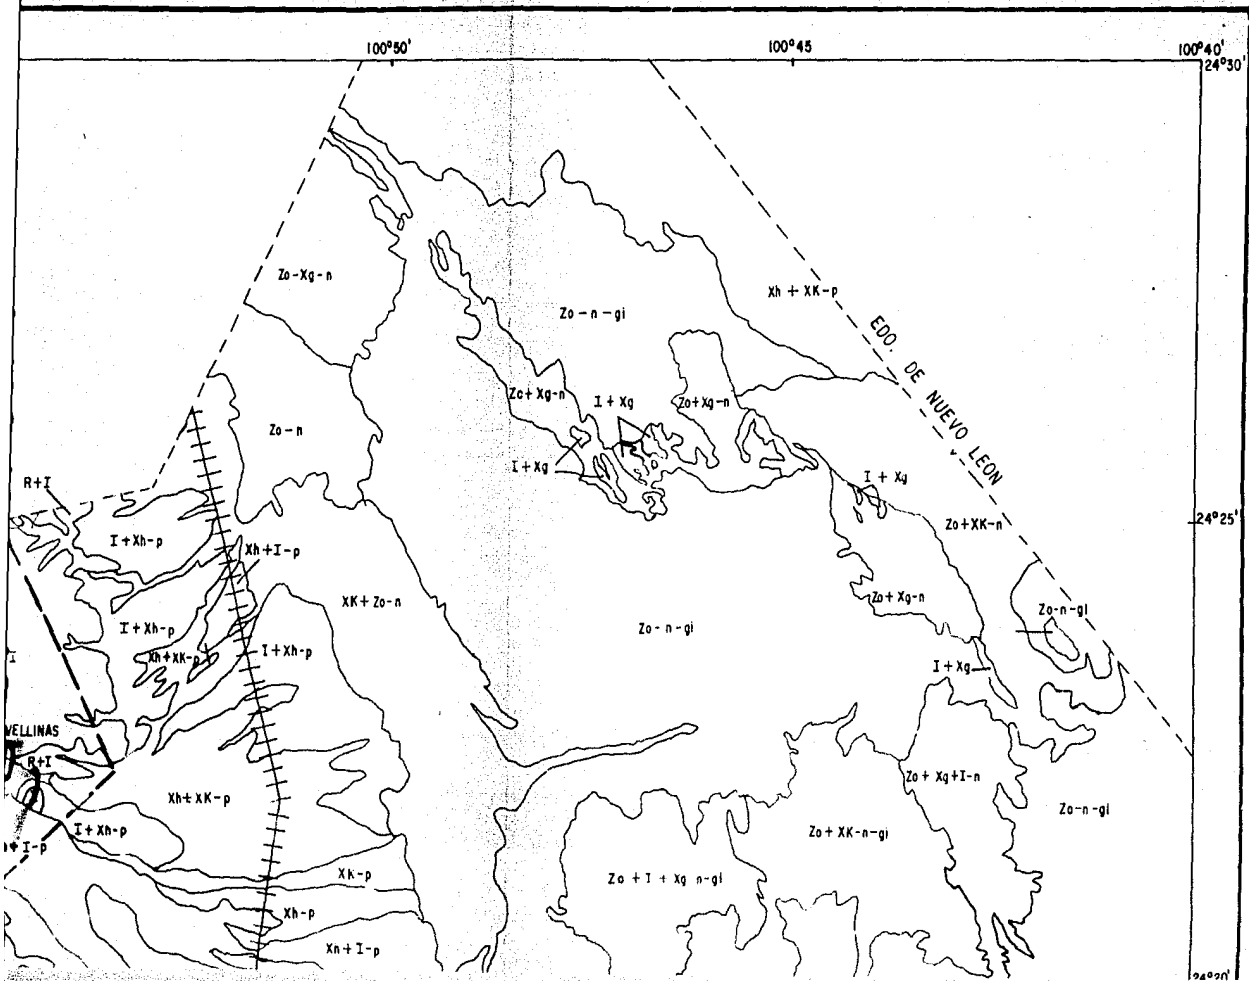 100°50'
100°45'
100°40'
24°30'
Zo-Xg-n
Zo-n-gi
Xh + XK-p
EDO. DE NUEVO LEON
Zo+Xg-n
I + Xg
Zo+Xg-n
Zo-n
I+Xg
I + Xg
R+I
24°25'
Zo+XK-n
I+Xh-p
Xh+I-p
XK+Zo-n
Zo+Xg-n
Zo-n-gi
I+Xh-p
Zo-n-gi
Xh+XK-p
I+Xh-p
I
I+Xg
VELLINAS
R+I
Zo+Xg+I-n
Xh+XK-p
Zo-n-gi
I+Xh-p
Zo+XK-n-gi
+I-p
XK-p
Zo + I + Xg n-gi
Xh-p
Xn+I-p
24°20'